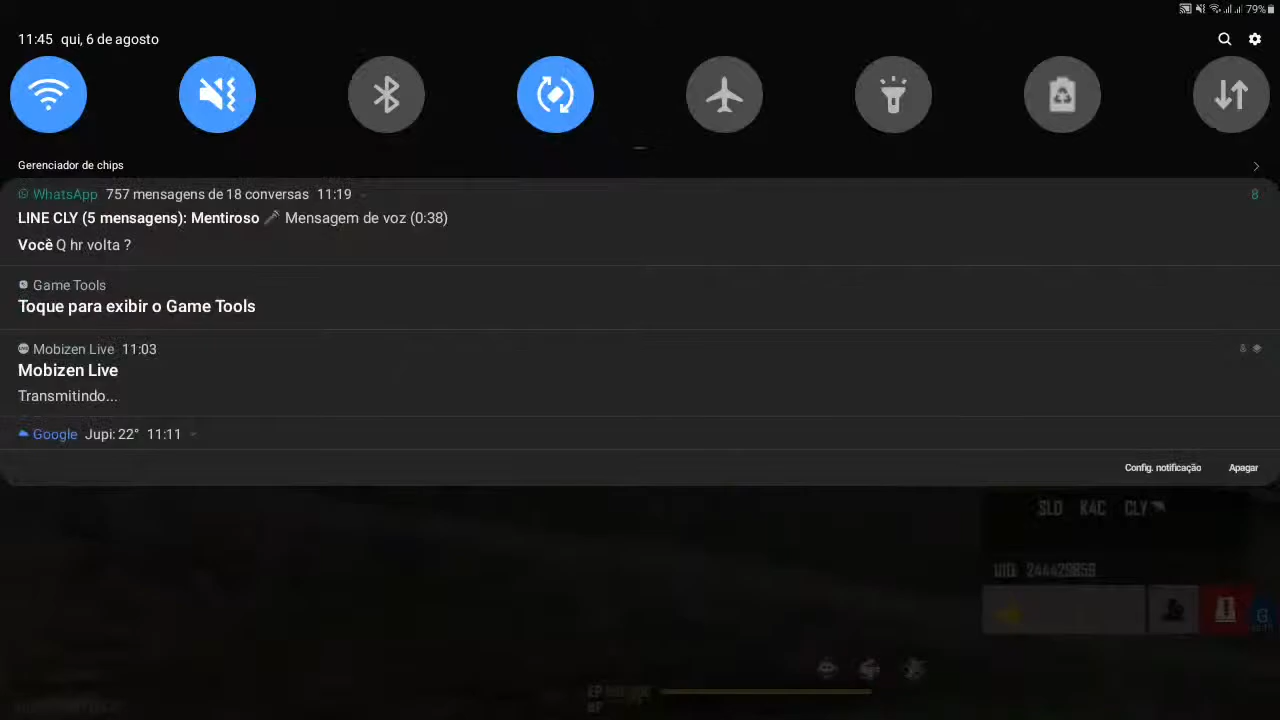 79%
11:45 qui, 6 de agosto
Gerenciador de chips
WhatsApp 757 mensagens de 18 conversas 11:19 8
LINE CLY (5 mensagens): Mentiroso Mensagem de voz (0:38)
Você Q hr volta ?
Game Tools
Toque para exibir o Game Tools
Mobizen Live 11:03
Mobizen Live
Transmitindo...
Google Jupi: 22° 11:11
Config. notificação Apagar
SLD K4C CLY
UID: 244429859
G
EP
HP